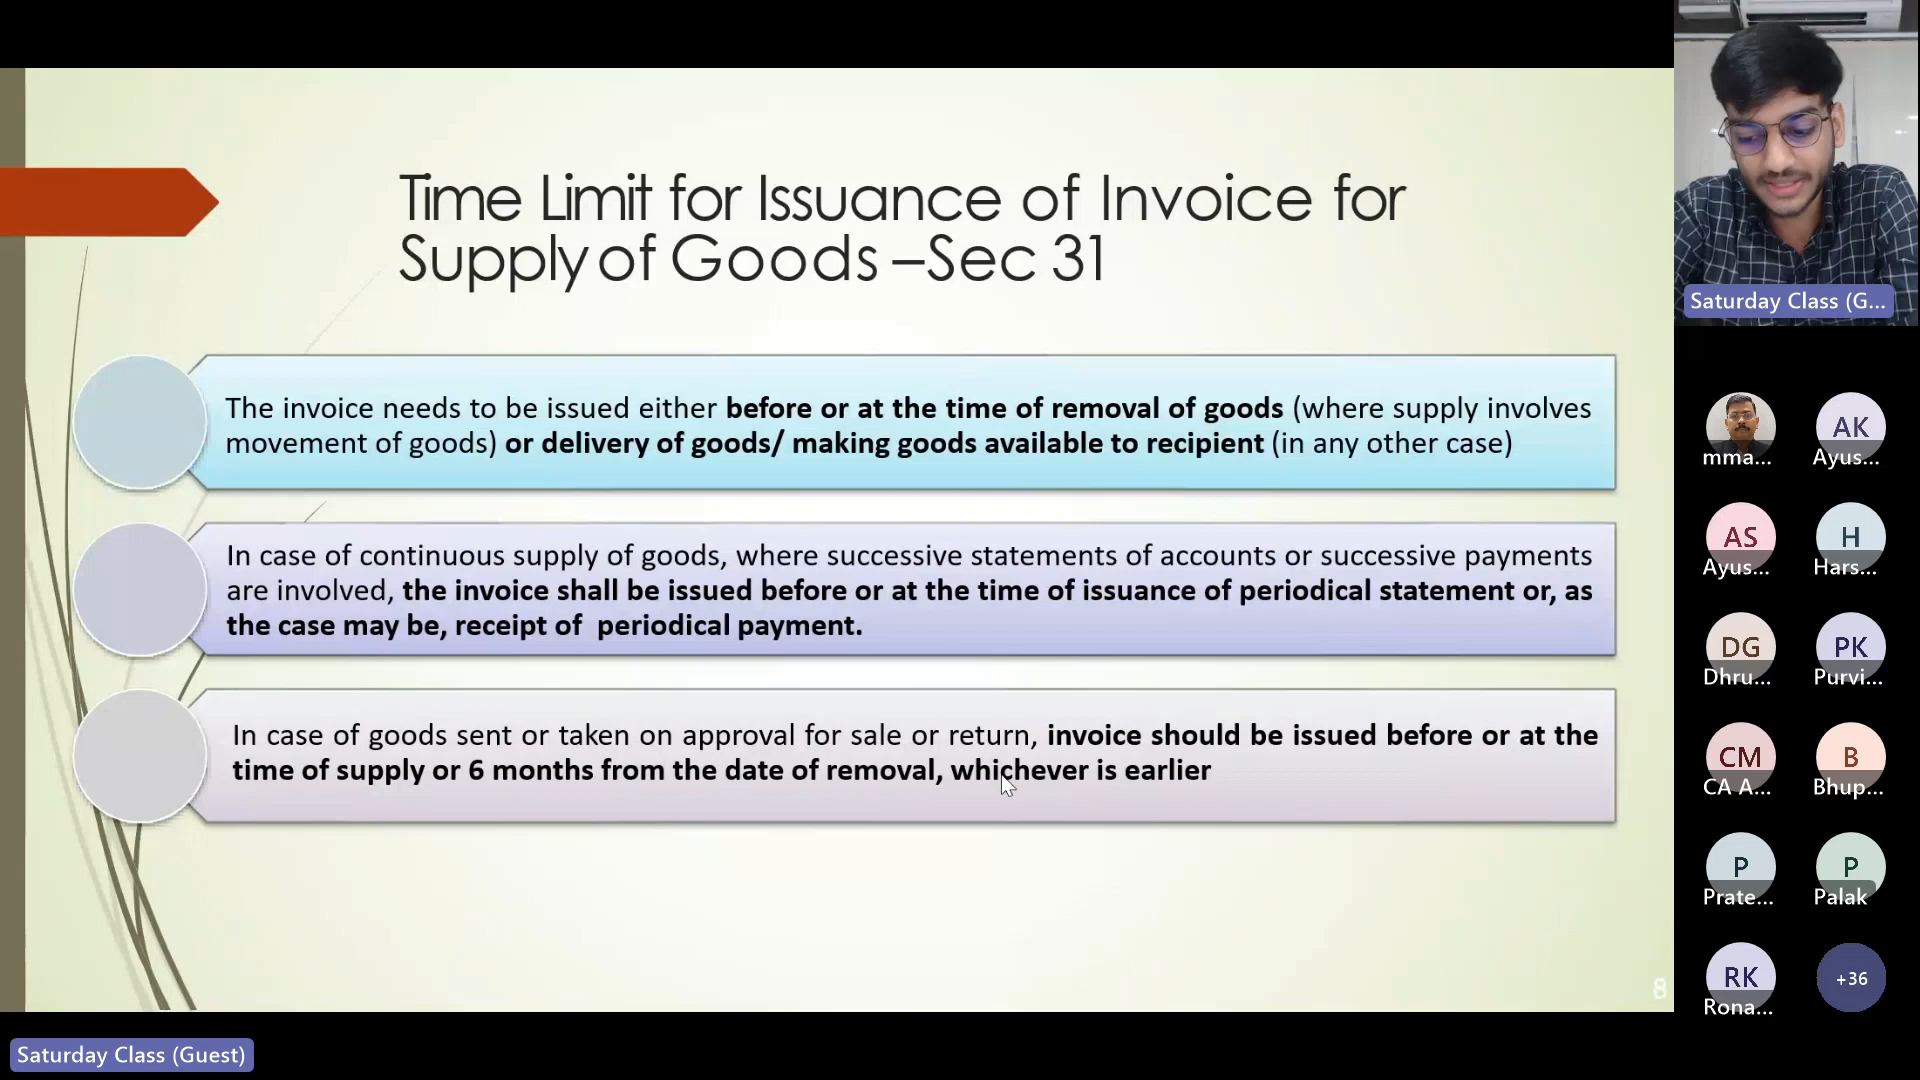 Time Limit for Issuance of Invoice for
Supply of Goods –Sec 31
The invoice needs to be issued either before or at the time of removal of goods (where supply involves
movement of goods) or delivery of goods/ making goods available to recipient (in any other case)
In case of continuous supply of goods, where successive statements of accounts or successive payments
are involved, the invoice shall be issued before or at the time of issuance of periodical statement or, as
the case may be, receipt of periodical payment.
In case of goods sent or taken on approval for sale or return, invoice should be issued before or at the
time of supply or 6 months from the date of removal, whichever is earlier
8
Saturday Class (Guest)
Saturday Class (G...
mma...
AK
Ayus...
AS
Ayus...
H
Hars...
DG
Dhru...
PK
Purvi...
CM
CA A...
B
Bhup...
P
Prate...
P
Palak
RK
Rona...
+36